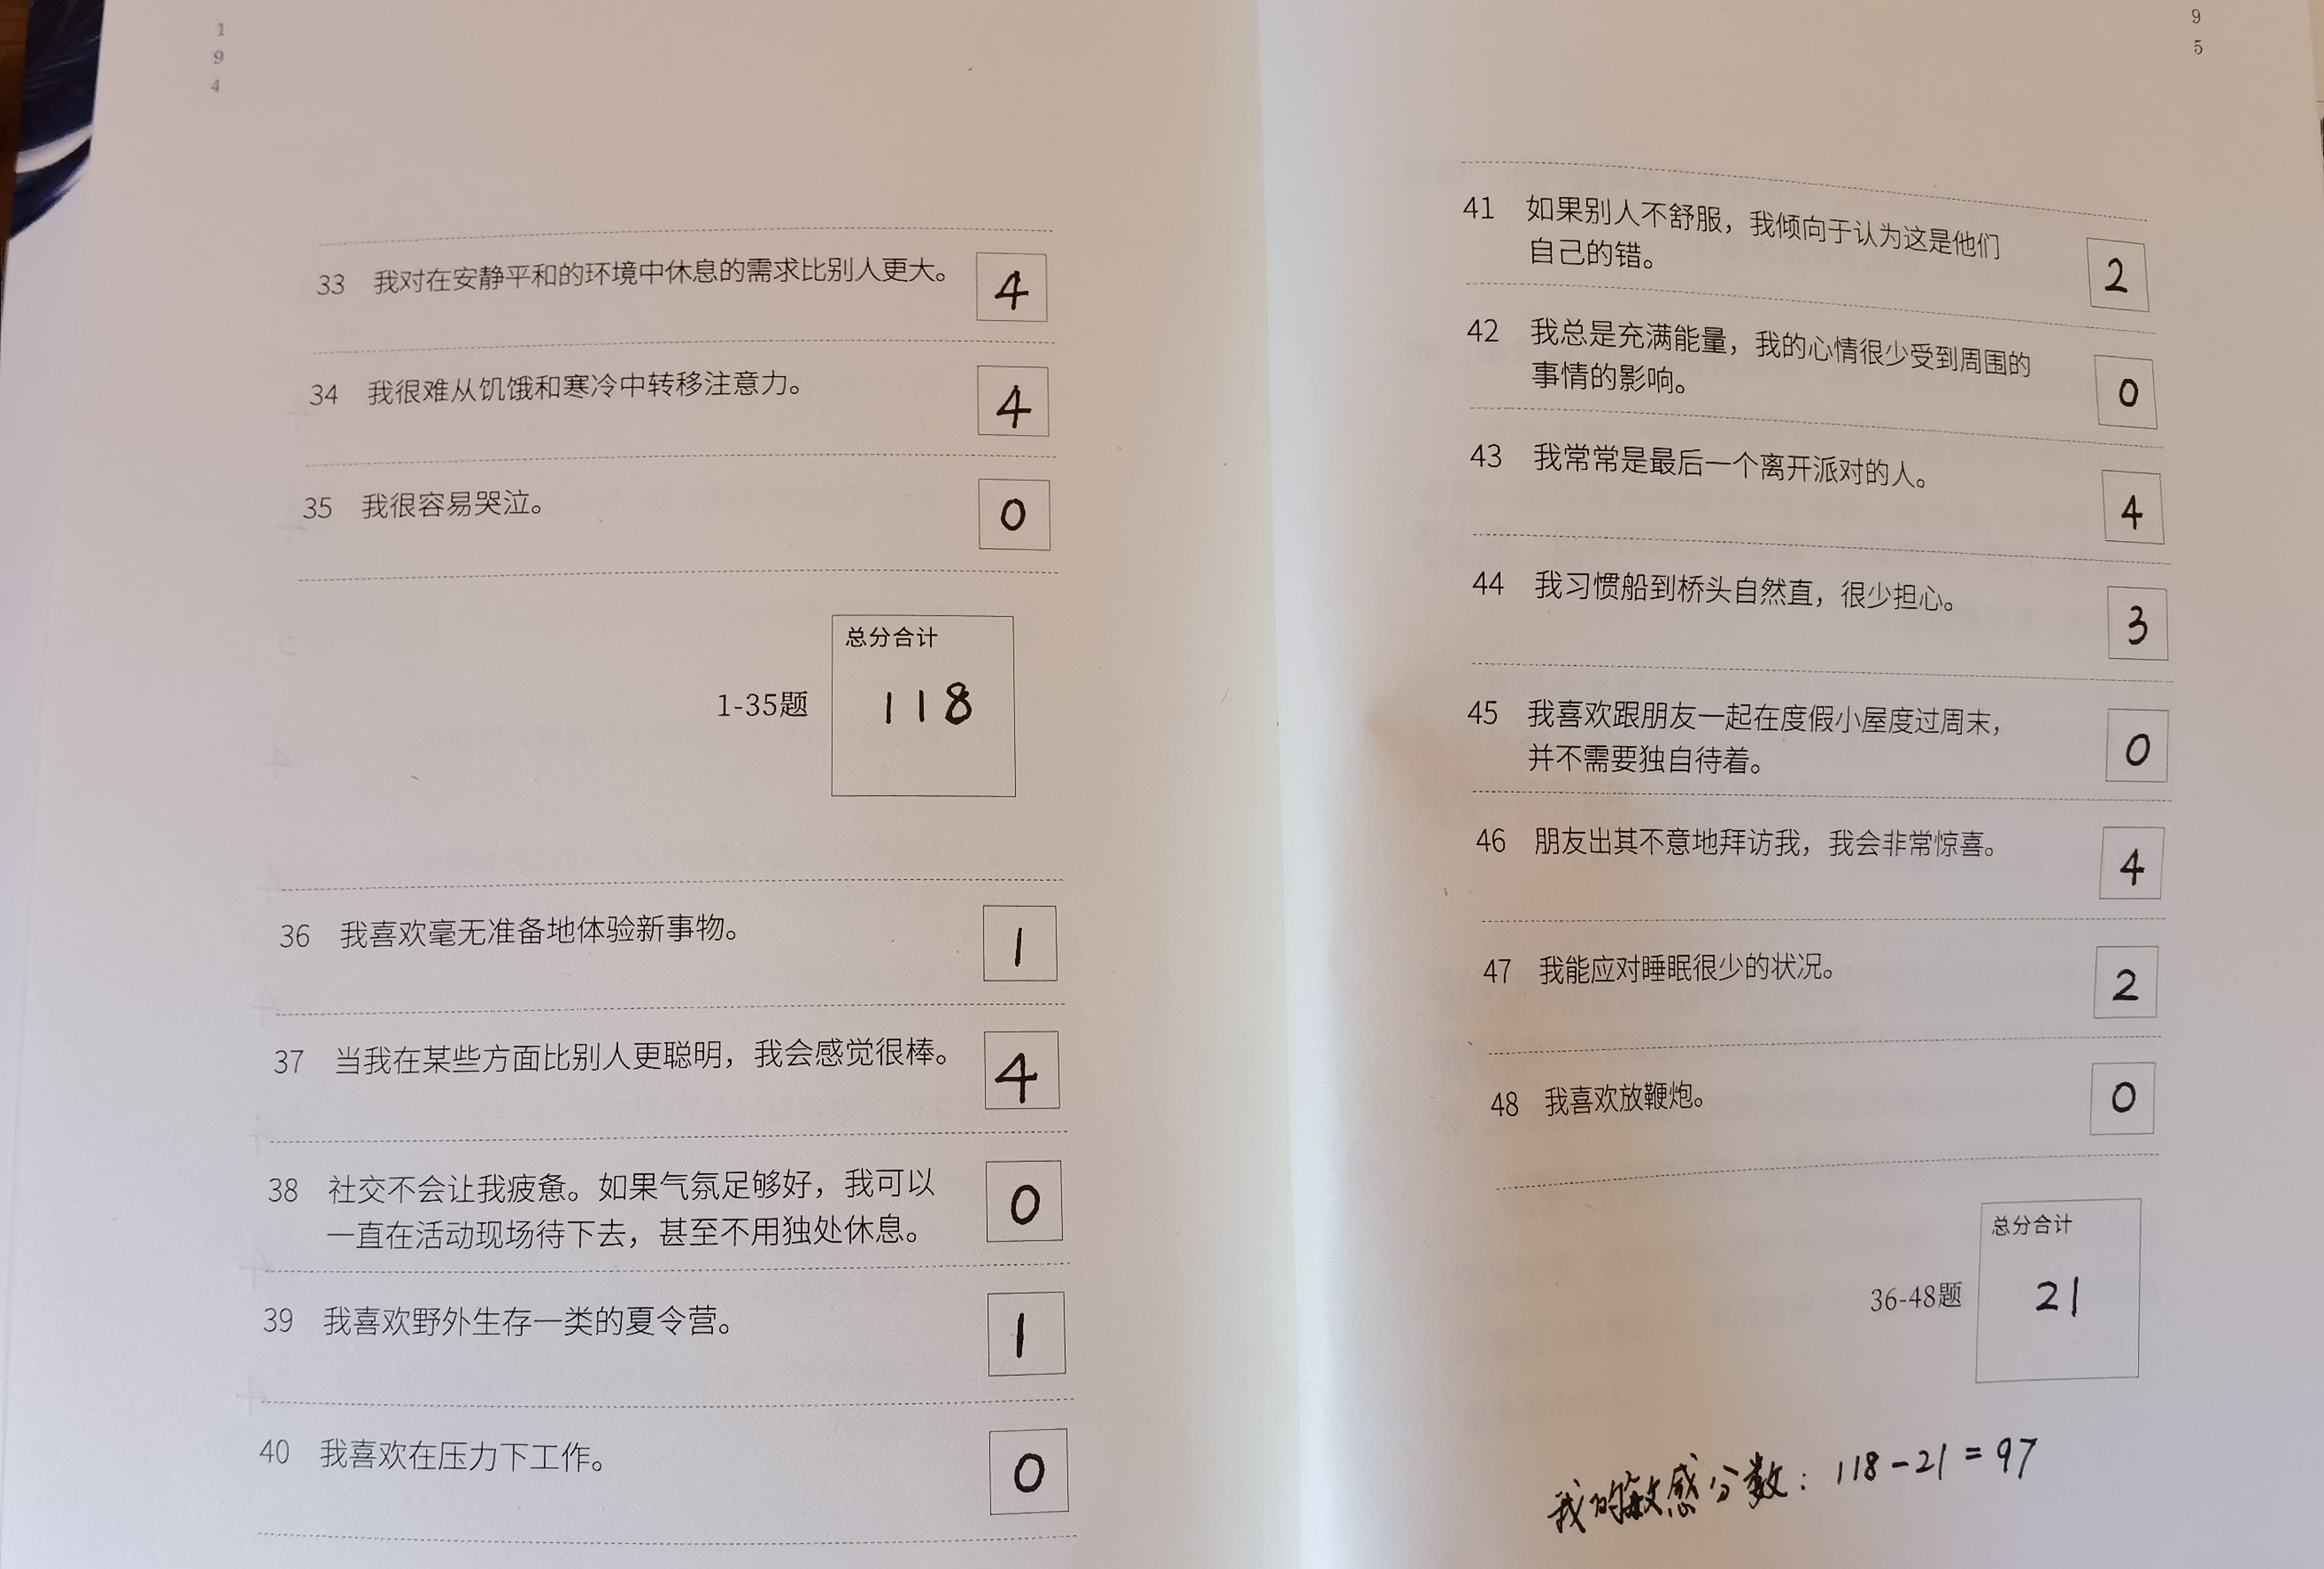 1
9
4
33 我对在安静平和的环境中休息的需求比别人更大。 4
34 我很难从饥饿和寒冷中转移注意力。 4
35 我很容易哭泣。 0
总分合计
1-35题 118
36 我喜欢毫无准备地体验新事物。 1
37 当我在某些方面比别人更聪明，我会感觉很棒。 4
38 社交不会让我疲惫。如果气氛足够好，我可以 0
一直在活动现场待下去，甚至不用独处休息。
39 我喜欢野外生存一类的夏令营。 1
40 我喜欢在压力下工作。 0
9
5
41 如果别人不舒服，我倾向于认为这是他们
自己的错。 2
42 我总是充满能量，我的心情很少受到周围的
事情的影响。 0
43 我常常是最后一个离开派对的人。 4
44 我习惯船到桥头自然直，很少担心。 3
45 我喜欢跟朋友一起在度假小屋度过周末，
并不需要独自待着。 0
46 朋友出其不意地拜访我，我会非常惊喜。 4
47 我能应对睡眠很少的状况。 2
48 我喜欢放鞭炮。 0
总分合计
36-48题 21
我的敏感分数：118-21=97